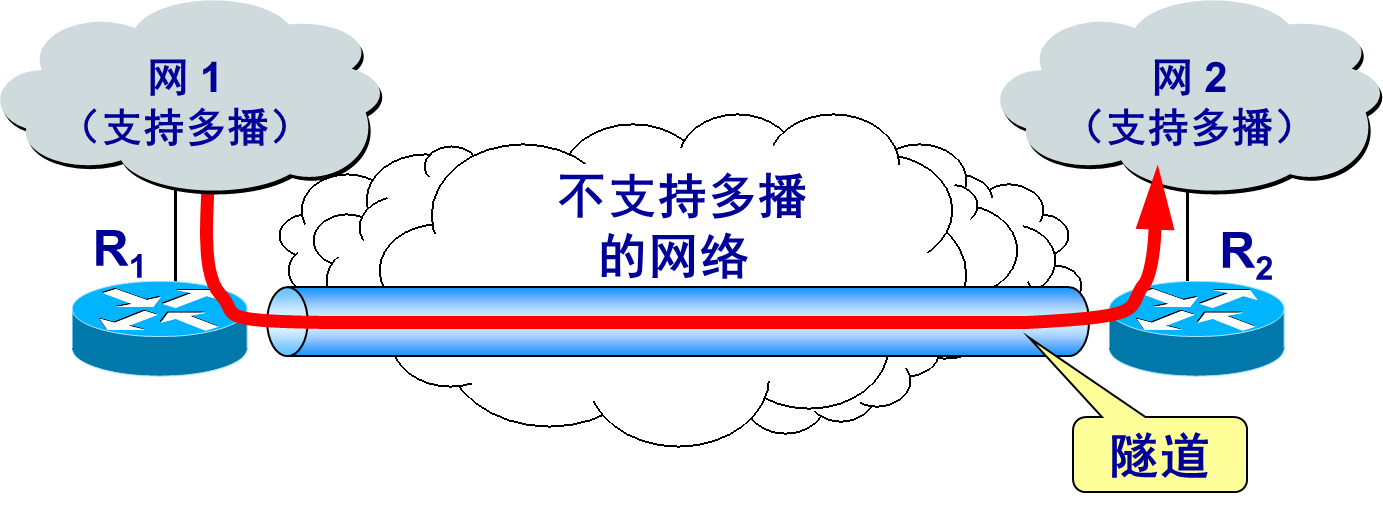 网 1
（支持多播）
网 2
（支持多播）
不支持多播
的网络
R1
R2
隧道